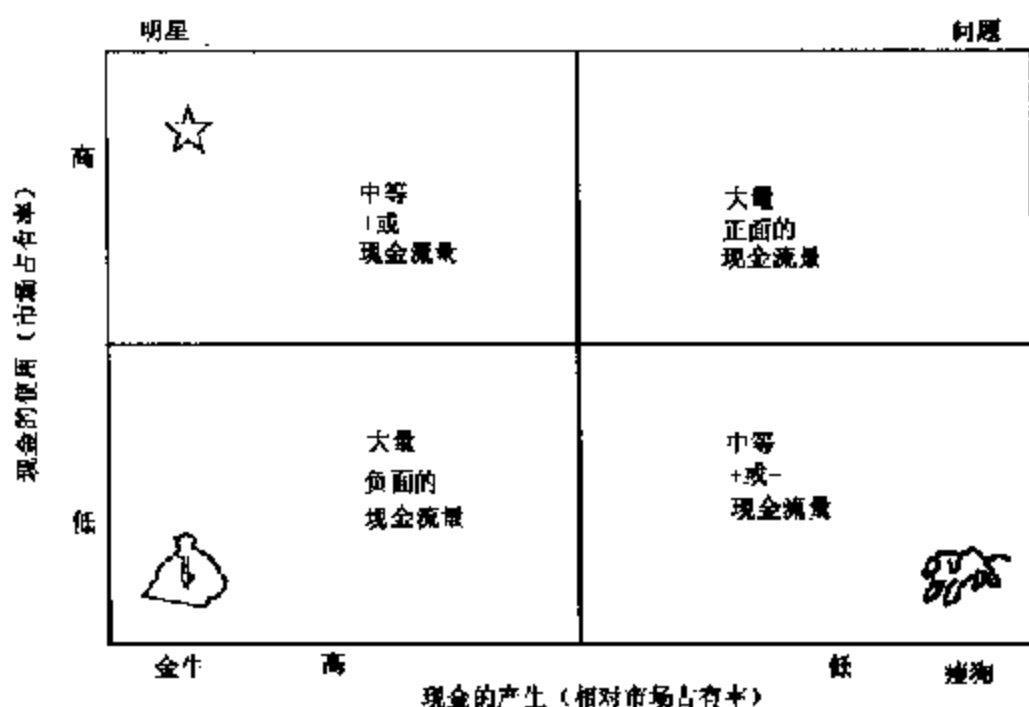 明星
问题
高
中等
+或
现金流量
大量
正面的
现金流量
现金的使用（市场占有率）
大量
负面的
现金流量
中等
+或-
现金流量
低
金牛
高
低
瘦狗
现金的产生（相对市场占有率）